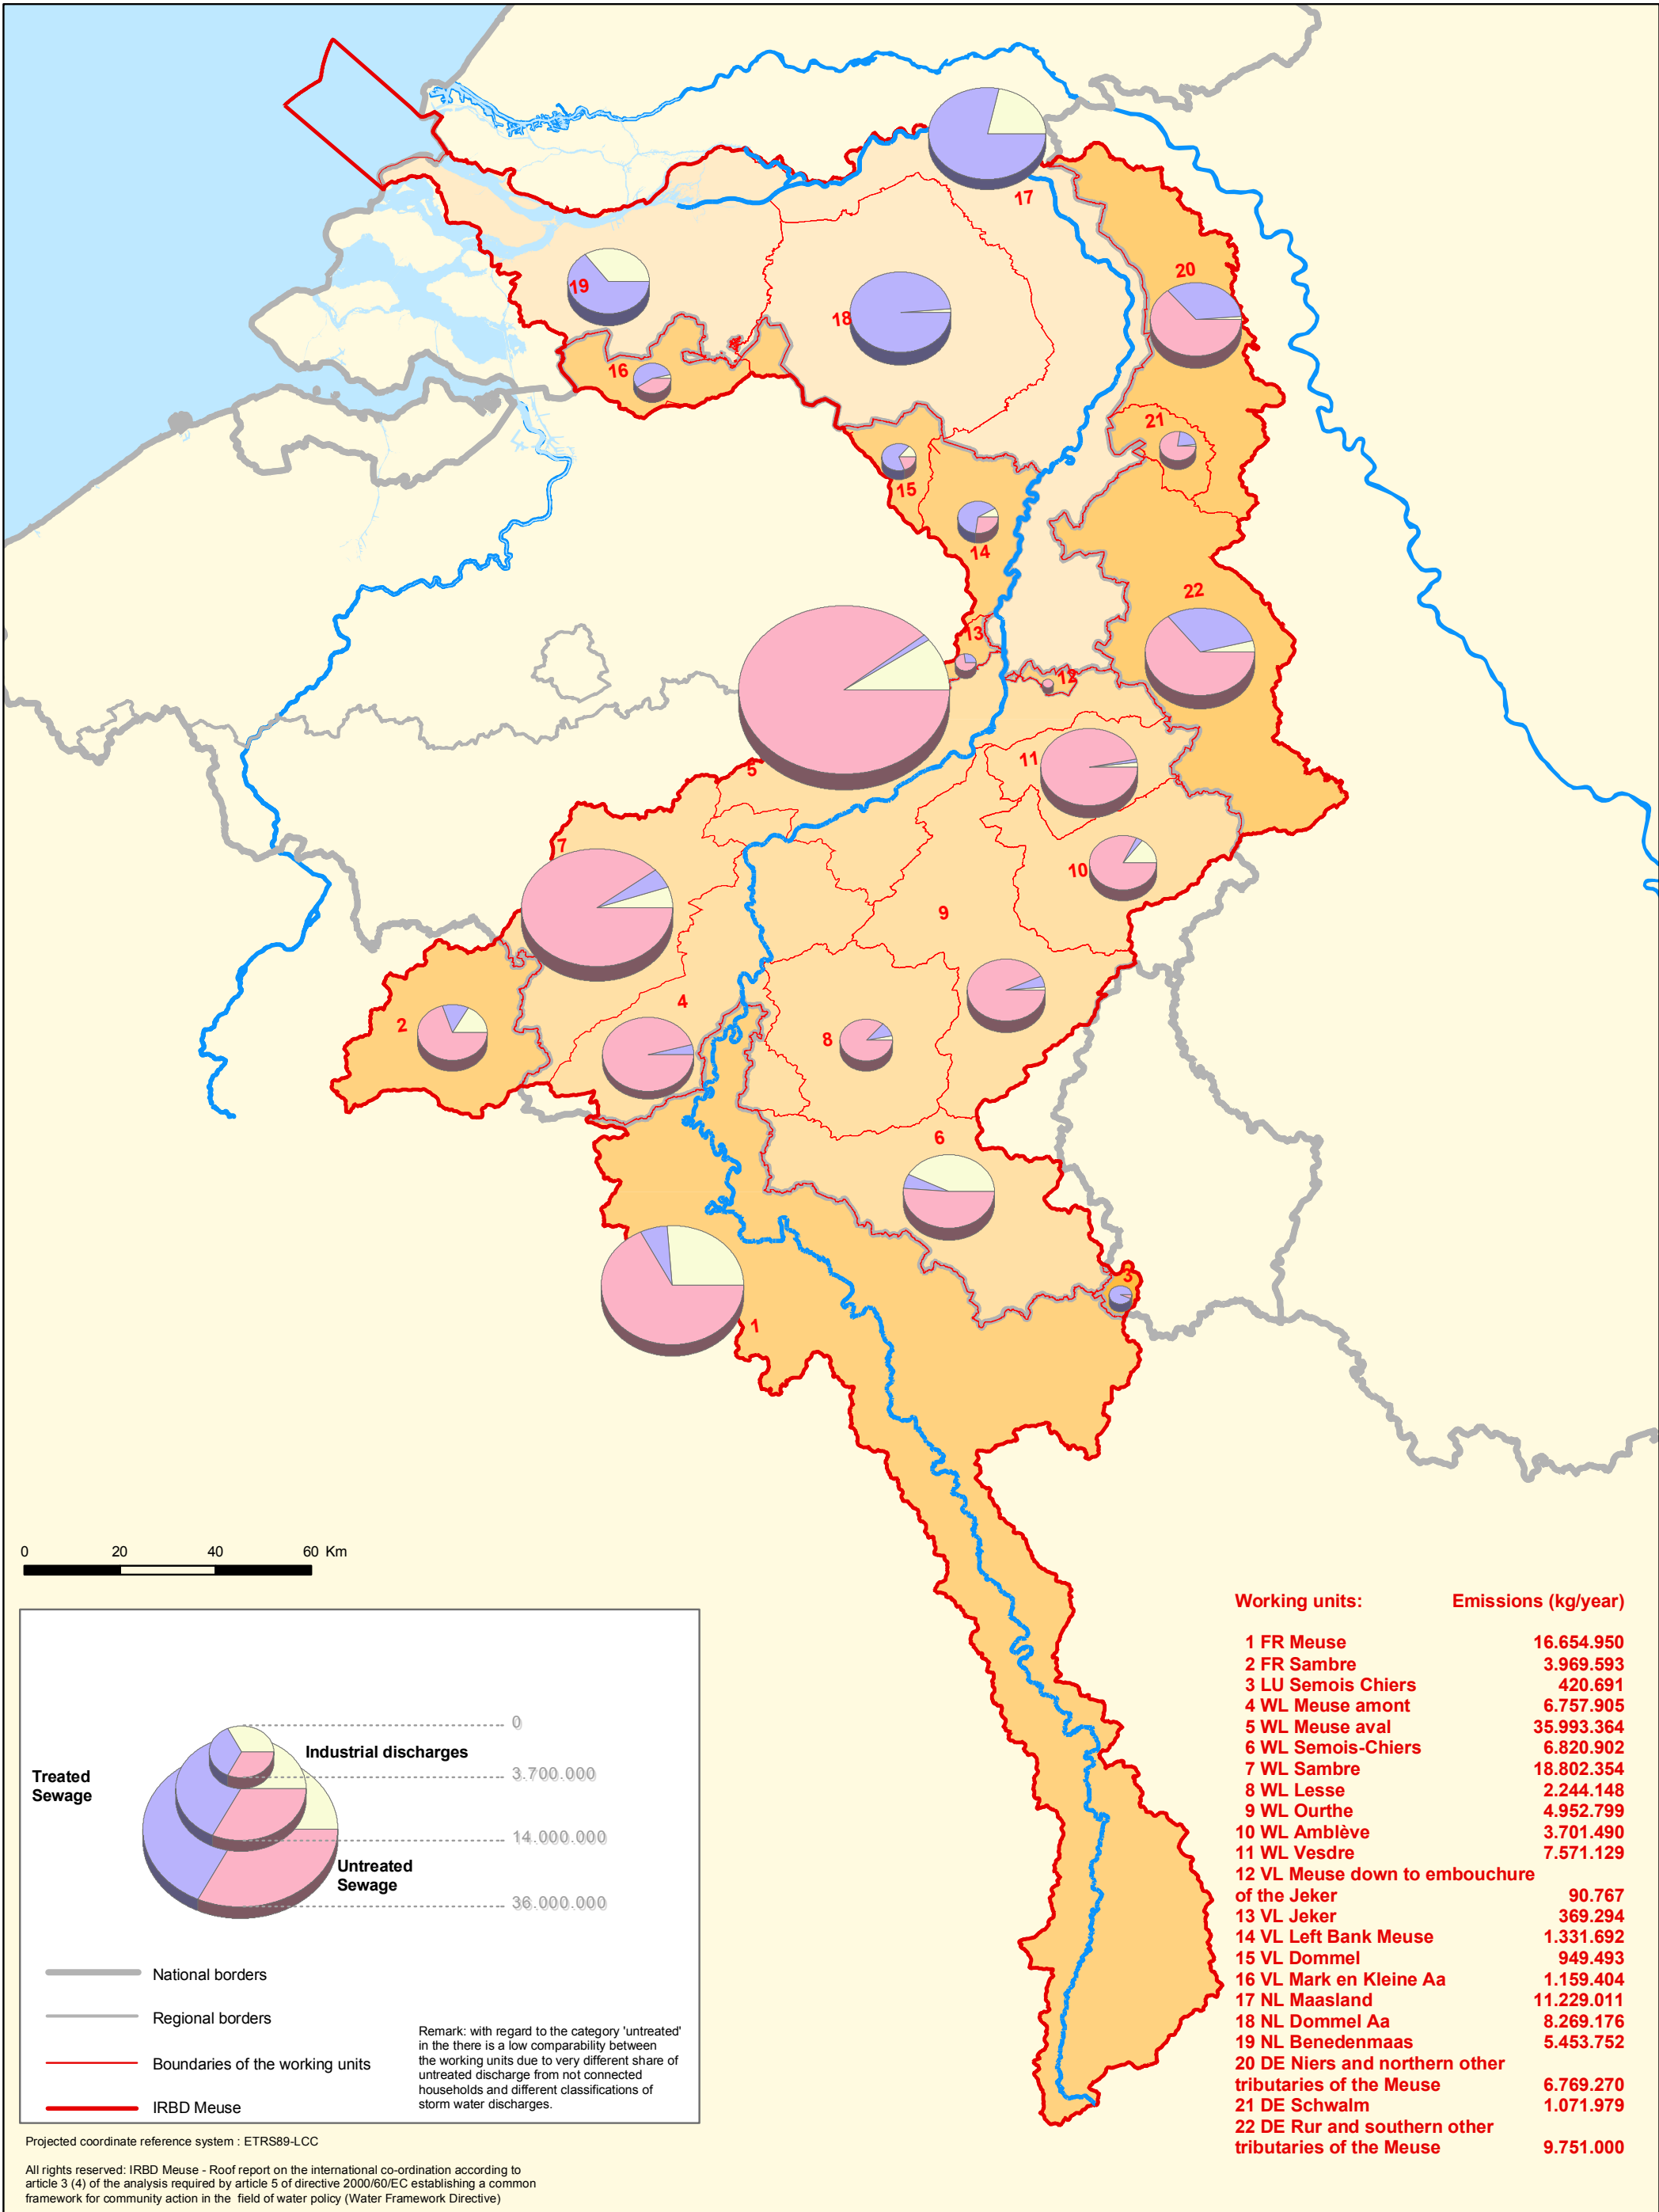 17
20
19
18
16
21
15
14
22
13
12
5
11
7
10
9
4
2
8
6
3
1
0 20 40 60 Km
0
Industrial discharges
3.700.000
Treated
Sewage
14.000.000
Untreated
Sewage
36.000.000
National borders
Regional borders
Boundaries of the working units
IRBD Meuse
Remark: with regard to the category 'untreated'
in the there is a low comparability between
the working units due to very different share of
untreated discharge from not connected
households and different classifications of
storm water discharges.
Projected coordinate reference system : ETRS89-LCC
All rights reserved: IRBD Meuse - Roof report on the international co-ordination according to
article 3 (4) of the analysis required by article 5 of directive 2000/60/EC establishing a common
framework for community action in the field of water policy (Water Framework Directive)
Working units: Emissions (kg/year)
1 FR Meuse 16.654.950
2 FR Sambre 3.969.593
3 LU Semois Chiers 420.691
4 WL Meuse amont 6.757.905
5 WL Meuse aval 35.993.364
6 WL Semois-Chiers 6.820.902
7 WL Sambre 18.802.354
8 WL Lesse 2.244.148
9 WL Ourthe 4.952.799
10 WL Amblève 3.701.490
11 WL Vesdre 7.571.129
12 VL Meuse down to embouchure
of the Jeker 90.767
13 VL Jeker 369.294
14 VL Left Bank Meuse 1.331.692
15 VL Dommel 949.493
16 VL Mark en Kleine Aa 1.159.404
17 NL Maasland 11.229.011
18 NL Dommel Aa 8.269.176
19 NL Benedenmaas 5.453.752
20 DE Niers and northern other
tributaries of the Meuse 6.769.270
21 DE Schwalm 1.071.979
22 DE Rur and southern other
tributaries of the Meuse 9.751.000